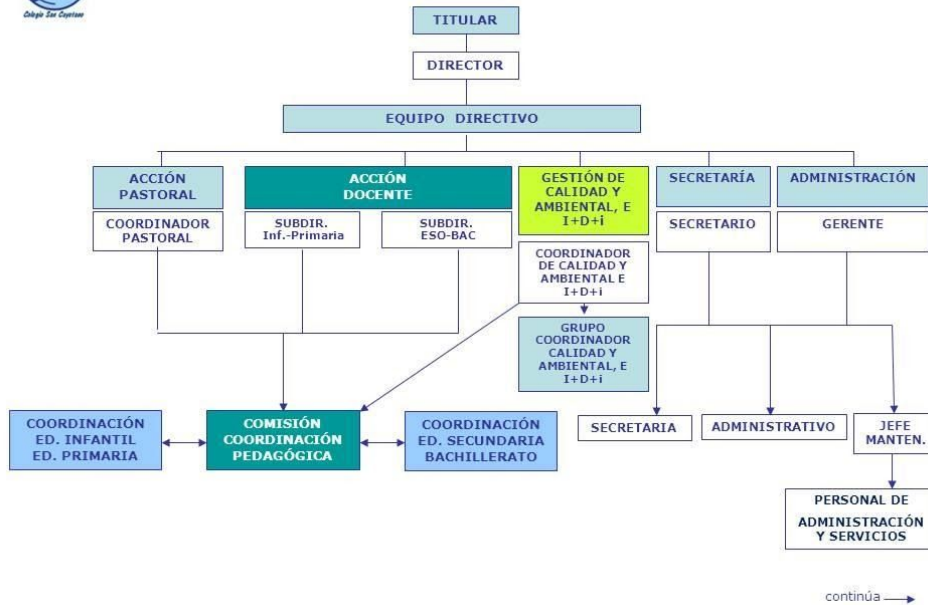 Colegio San Cayetano
TITULAR
DIRECTOR
EQUIPO DIRECTIVO
ACCIÓN
PASTORAL
COORDINADOR
PASTORAL
ACCIÓN
DOCENTE
SUBDIR.
Inf.-Primaria
SUBDIR.
ESO-BAC
GESTIÓN DE
CALIDAD Y
AMBIENTAL, E
I+D+i
COORDINADOR
DE CALIDAD Y
AMBIENTAL E
I+D+i
GRUPO
COORDINADOR
CALIDAD Y
AMBIENTAL, E
I+D+i
SECRETARÍA
SECRETARIO
ADMINISTRACIÓN
GERENTE
COORDINACIÓN
ED. INFANTIL
ED. PRIMARIA
COMISIÓN
COORDINACIÓN
PEDAGÓGICA
COORDINACIÓN
ED. SECUNDARIA
BACHILLERATO
SECRETARIA
ADMINISTRATIVO
JEFE
MANTEN.
PERSONAL DE
ADMINISTRACIÓN
Y SERVICIOS
continúa